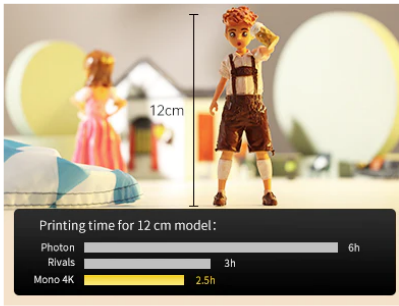 12cm
Printing time for 12 cm model:
Photon 6h
Rivals 3h
Mono 4K 2.5h